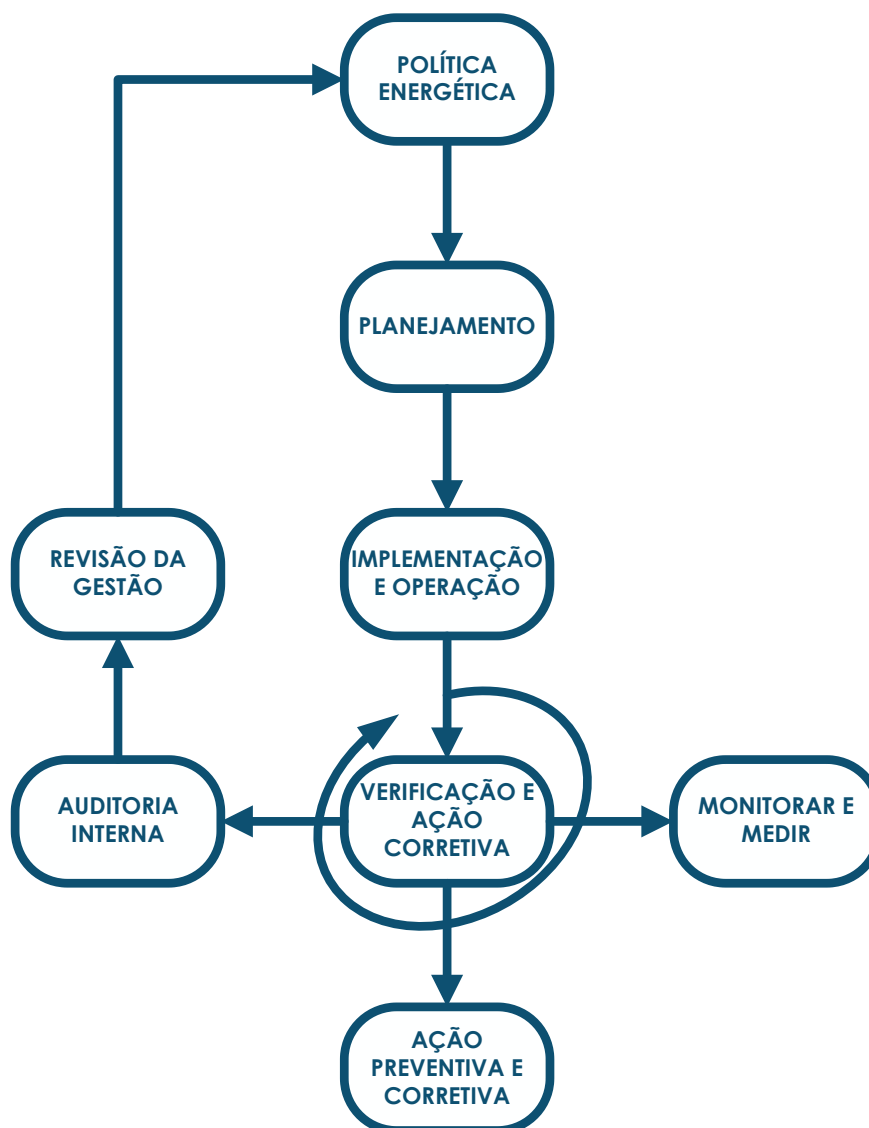 POLÍTICA
ENERGÉTICA
PLANEJAMENTO
REVISÃO DA
GESTÃO
IMPLEMENTAÇÃO
E OPERAÇÃO
AUDITORIA
INTERNA
VERIFICAÇÃO E
AÇÃO
CORRETIVA
MONITORAR E
MEDIR
AÇÃO
PREVENTIVA E
CORRETIVA